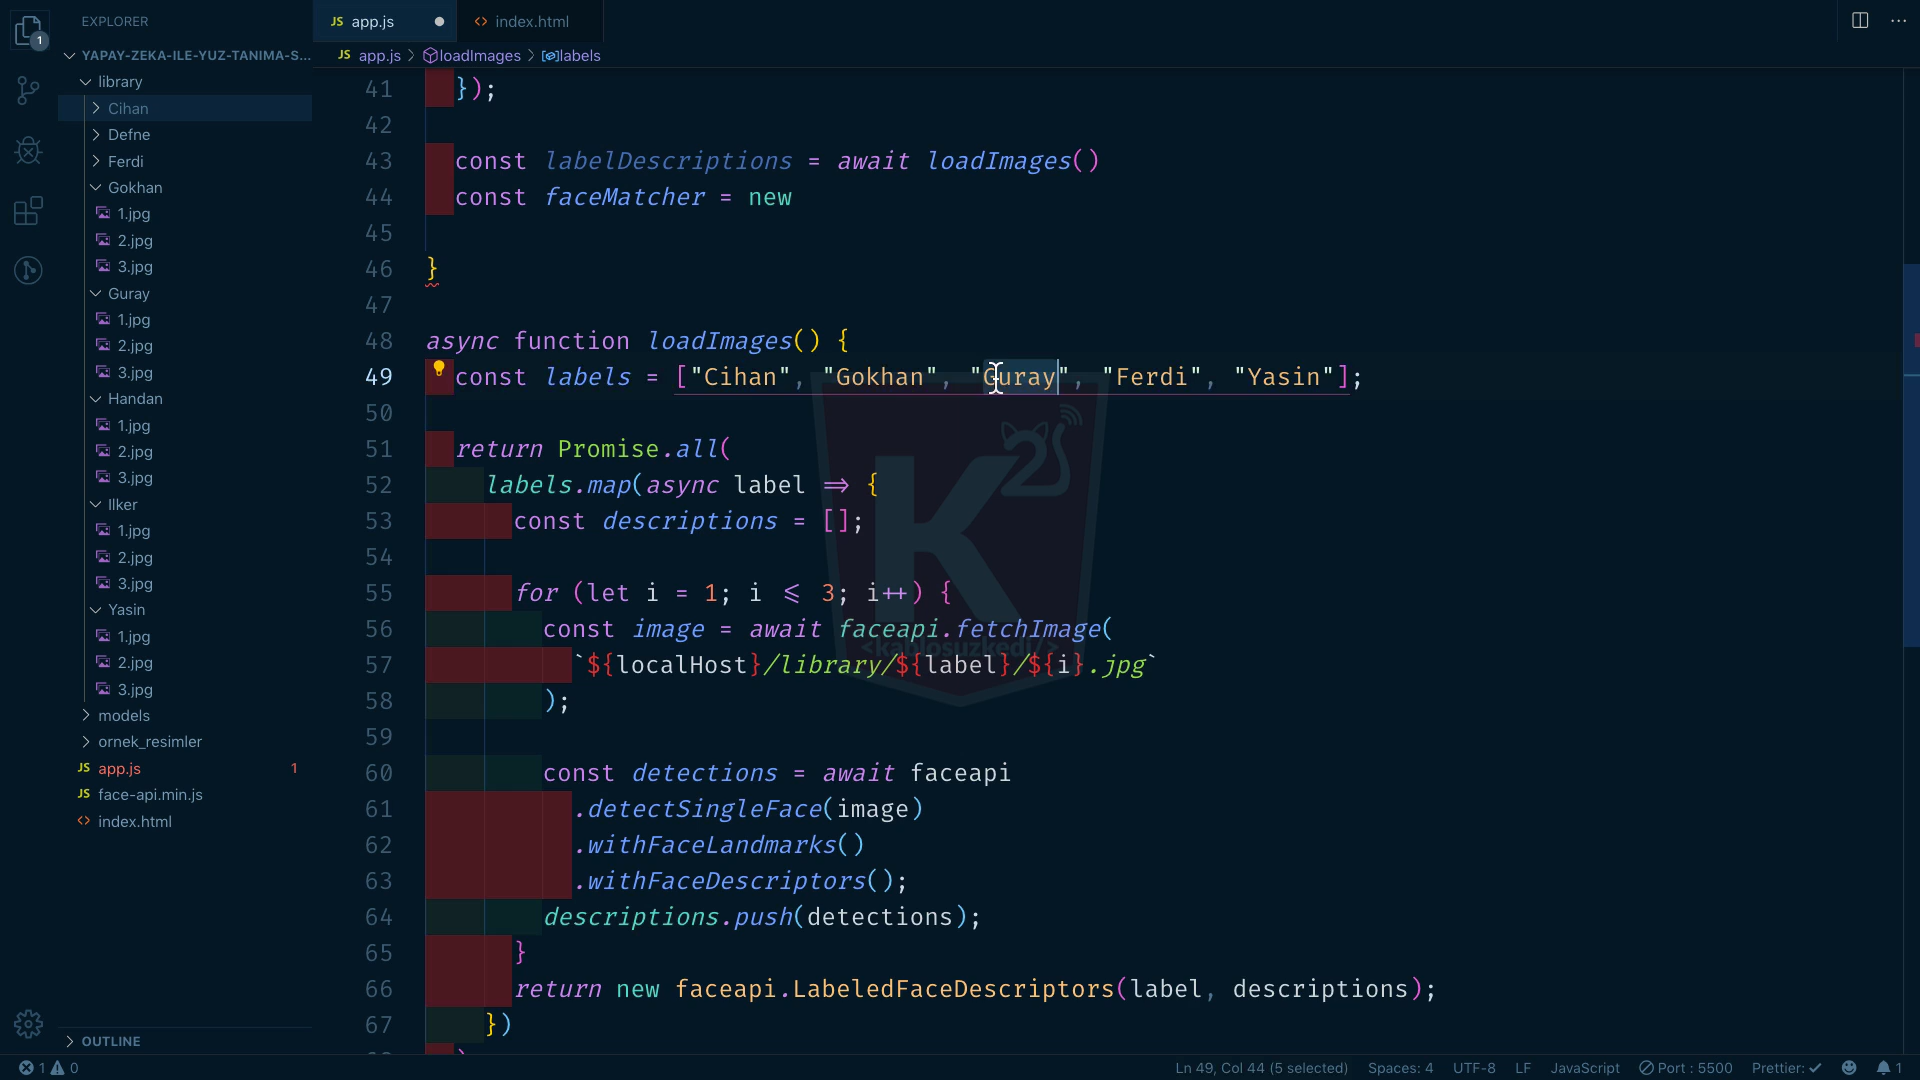 EXPLORER
1
YAPAY-ZEKA-ILE-YUZ-TANIMA-S...
library
Cihan
Defne
Ferdi
Gokhan
1.jpg
2.jpg
3.jpg
Guray
1.jpg
2.jpg
3.jpg
Handan
1.jpg
2.jpg
3.jpg
Ilker
1.jpg
2.jpg
3.jpg
Yasin
1.jpg
2.jpg
3.jpg
models
ornek_resimler
JS app.js 1
JS face-api.min.js
<> index.html
OUTLINE
JS app.js
<> index.html
JS app.js > loadImages > labels
41 });
42
43 const labelDescriptions = await loadImages()
44 const faceMatcher = new
45
46 }
47
48 async function loadImages() {
49 const labels = ["Cihan", "Gokhan", "Guray", "Ferdi", "Yasin"];
50
51 return Promise.all(
52 labels.map(async label => {
53 const descriptions = [];
54
55 for (let i = 1; i <= 3; i++) {
56 const image = await faceapi.fetchImage(
57 `${localHost}/library/${label}/${i}.jpg`
58 );
59
60 const detections = await faceapi
61 .detectSingleFace(image)
62 .withFaceLandmarks()
63 .withFaceDescriptors();
64 descriptions.push(detections);
65 }
66 return new faceapi.LabeledFaceDescriptors(label, descriptions);
67 })
K
<kablosuzkedi/>
1 0
Ln 49, Col 44 (5 selected) Spaces: 4 UTF-8 LF JavaScript Port : 5500 Prettier: ✓ 1